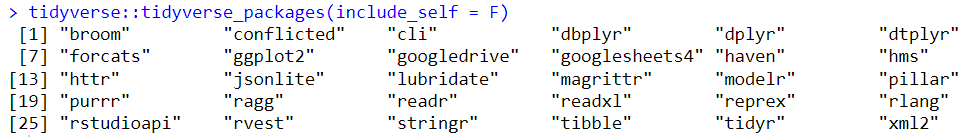 > tidyverse::tidyverse_packages(include_self = F)
[1] "broom" "conflicted" "cli" "dbplyr" "dplyr" "dtplyr"
[7] "forcats" "ggplot2" "googledrive" "googlesheets4" "haven" "hms"
[13] "httr" "jsonlite" "lubridate" "magrittr" "modelr" "pillar"
[19] "purrr" "ragg" "readr" "readxl" "reprex" "rlang"
[25] "rstudioapi" "rvest" "stringr" "tibble" "tidyr" "xml2"